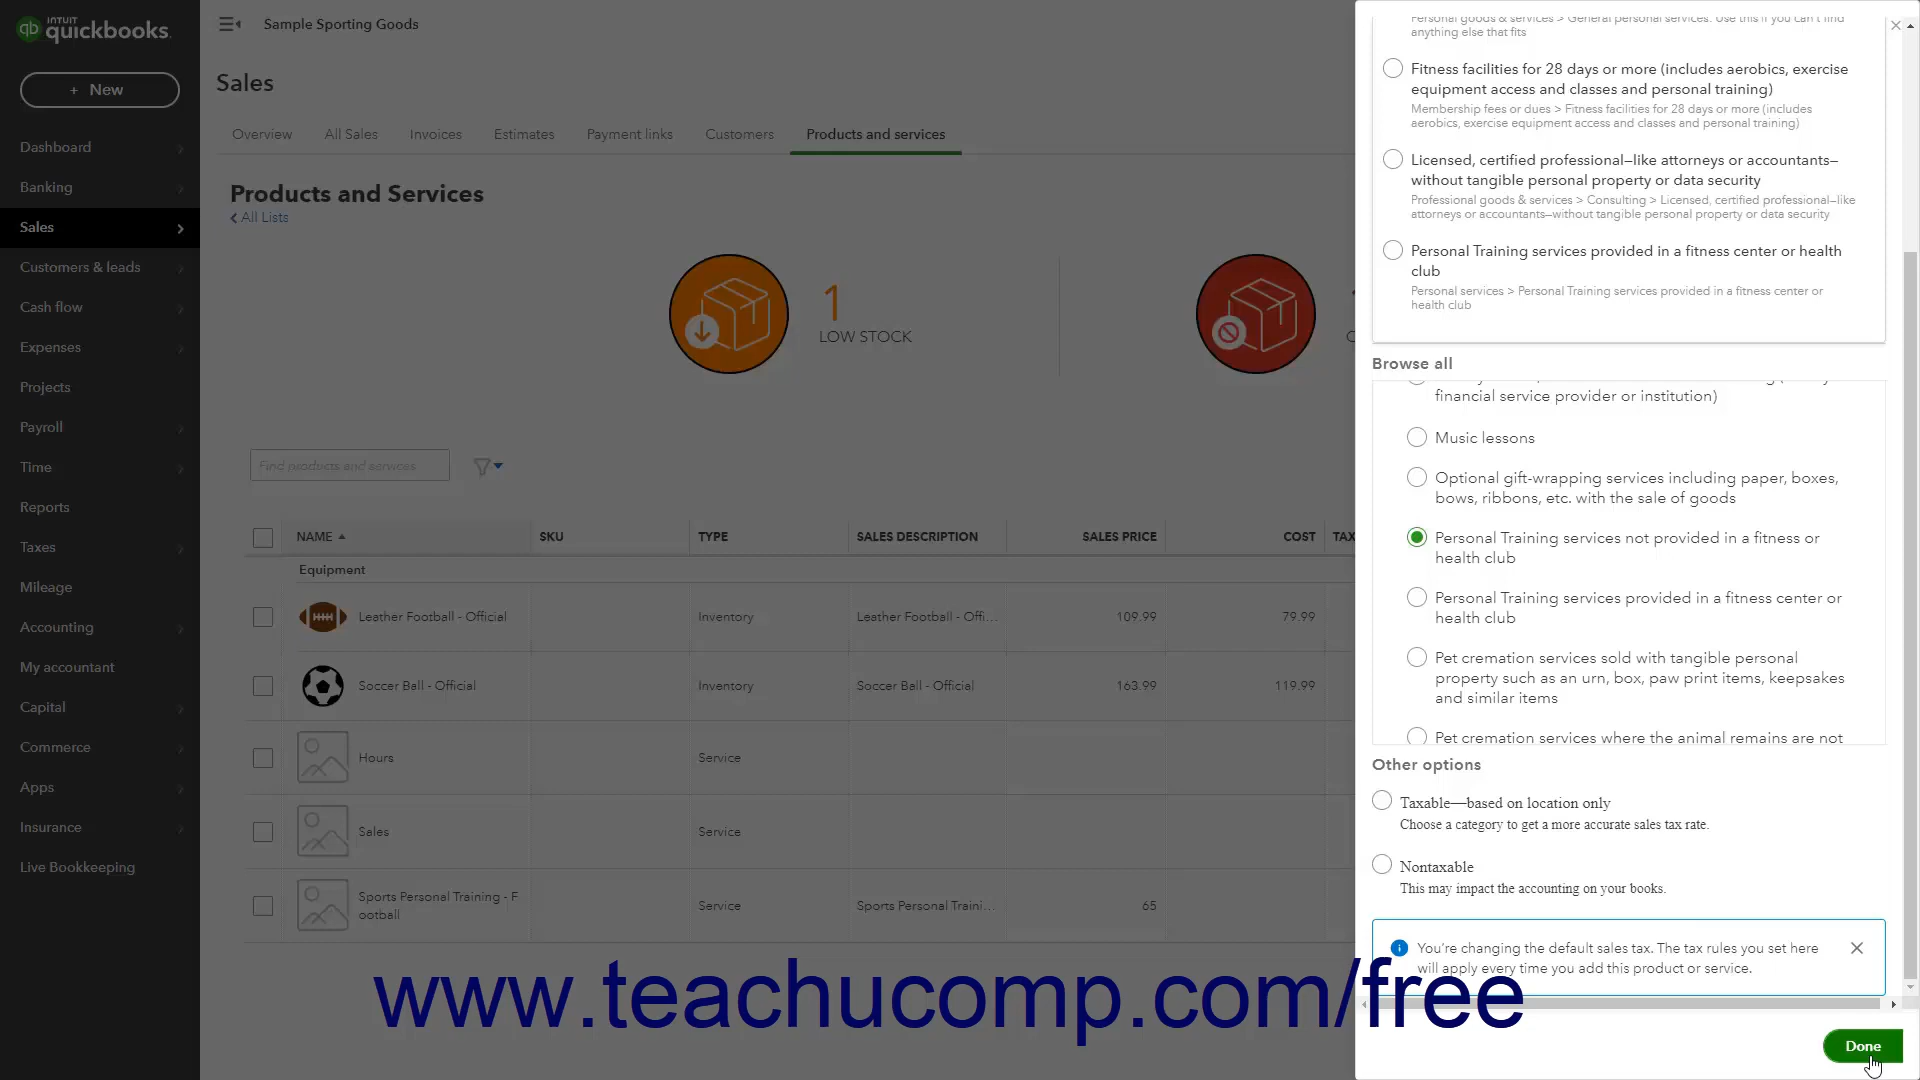 INTUIT
quickbooks.
Sample Sporting Goods
+ New
Dashboard
Banking
Sales
Customers & leads
Cash flow
Expenses
Projects
Payroll
Time
Reports
Taxes
Mileage
Accounting
My accountant
Capital
Commerce
Apps
Insurance
Live Bookkeeping
Sales
Overview All Sales Invoices Estimates Payment links Customers Products and services
Products and Services
All Lists
1
LOW STOCK
Find products and services
NAME SKU TYPE SALES DESCRIPTION SALES PRICE COST TAX
Equipment
Leather Football - Official Inventory Leather Football - Offi... 109.99 79.99
Soccer Ball - Official Inventory Soccer Ball - Official 163.99 119.99
Hours Service
Sales Service
Sports Personal Training - F
ootball Service Sports Personal Traini... 65
Personal goods & services > General personal services. Use this if you can't find
anything else that fits
Fitness facilities for 28 days or more (includes aerobics, exercise
equipment access and classes and personal training)
Membership fees or dues > Fitness facilities for 28 days or more (includes
aerobics, exercise equipment access and classes and personal training)
Licensed, certified professional—like attorneys or accountants—
without tangible personal property or data security
Professional goods & services > Consulting > Licensed, certified professional—like
attorneys or accountants—without tangible personal property or data security
Personal Training services provided in a fitness center or health
club
Personal services > Personal Training services provided in a fitness center or
health club
Browse all
financial service provider or institution)
Music lessons
Optional gift-wrapping services including paper, boxes,
bows, ribbons, etc. with the sale of goods
Personal Training services not provided in a fitness or
health club
Personal Training services provided in a fitness center or
health club
Pet cremation services sold with tangible personal
property such as an urn, box, paw print items, keepsakes
and similar items
Pet cremation services where the animal remains are not
Other options
Taxable—based on location only
Choose a category to get a more accurate sales tax rate.
Nontaxable
This may impact the accounting on your books.
You're changing the default sales tax. The tax rules you set here
will apply every time you add this product or service.
Done
www.teachucomp.com/free